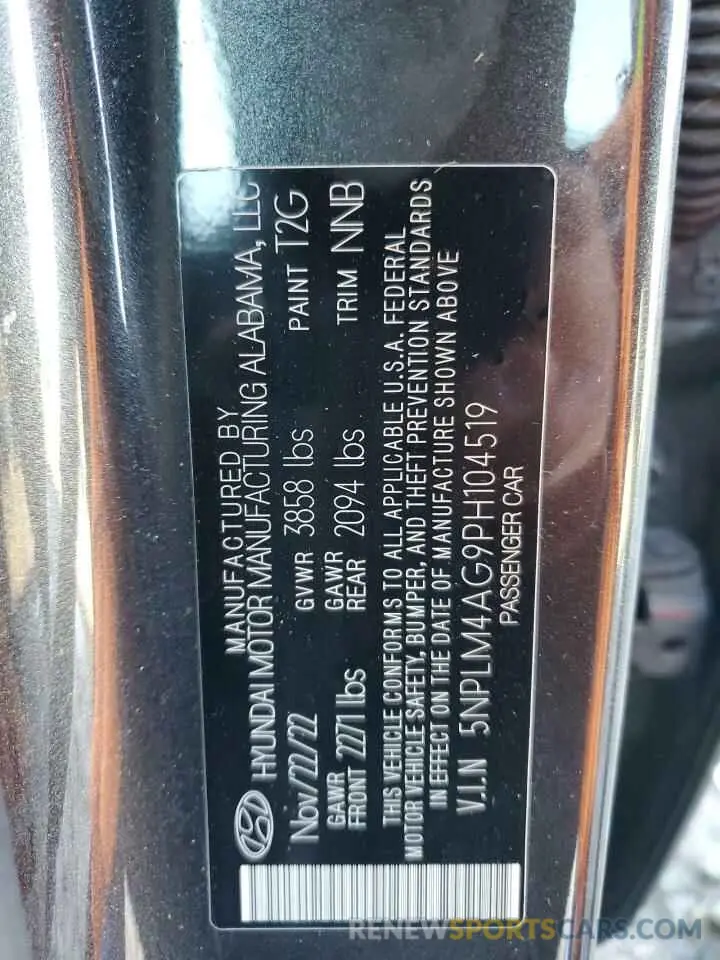 MANUFACTURED BY
HYUNDAI MOTOR MANUFACTURING ALABAMA, LLC
Nov/22/22 GVWR 3858 lbs PAINT T2G
GAWR FRONT 2271 lbs GAWR REAR 2094 lbs TRIM NNB
THIS VEHICLE CONFORMS TO ALL APPLICABLE U.S.A. FEDERAL
MOTOR VEHICLE SAFETY, BUMPER, AND THEFT PREVENTION STANDARDS
IN EFFECT ON THE DATE OF MANUFACTURE SHOWN ABOVE
V.I.N 5NPLM4AG9PH104519
PASSENGER CAR
RENEWSPORTSCARS.COM